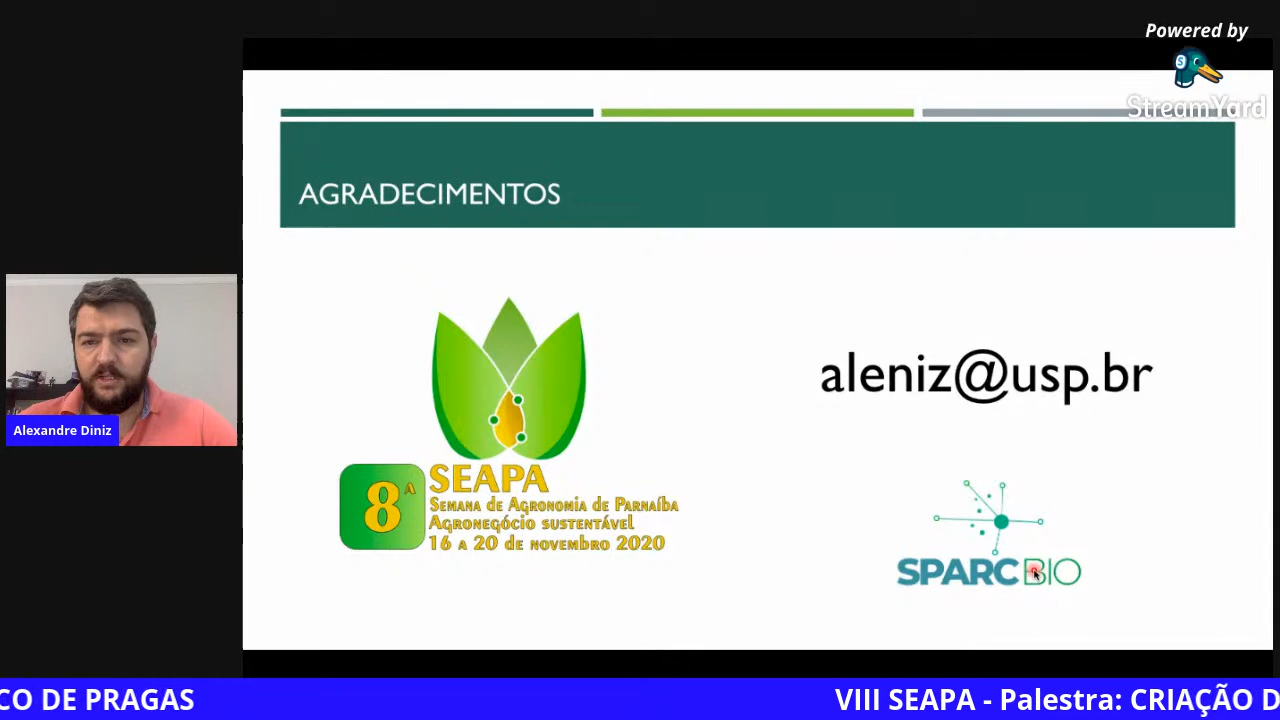 Powered by
StreamYard
AGRADECIMENTOS
Alexandre Diniz
8ª SEAPA
Semana de Agronomia de Parnaíba
Agronegócio sustentável
16 a 20 de novembro 2020
aleniz@usp.br
SPARCBIO
CO DE PRAGAS
VIII SEAPA - Palestra: CRIAÇÃO D